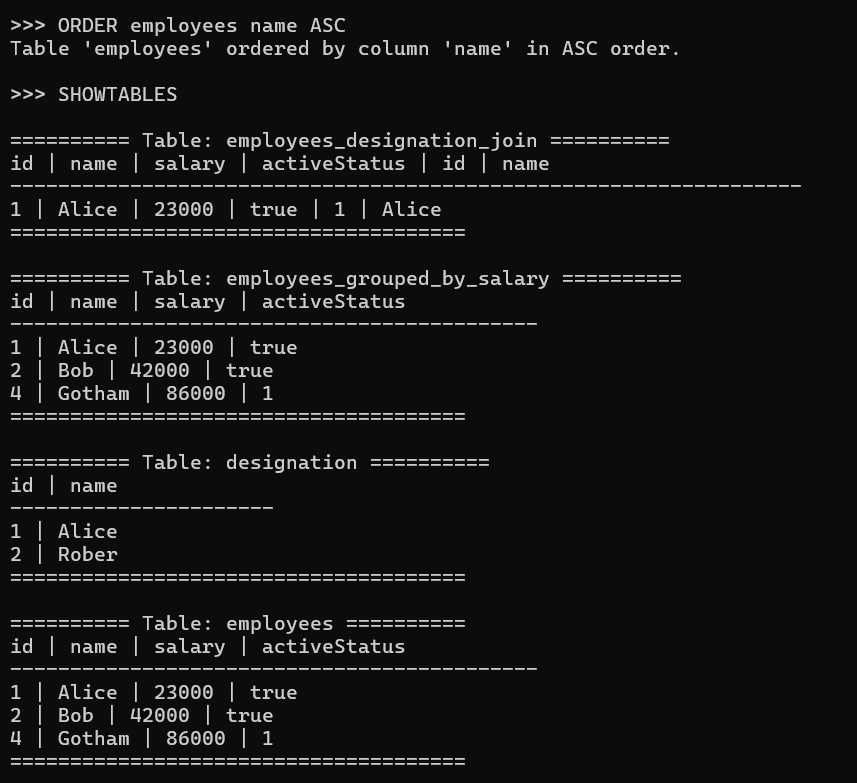 >>> ORDER employees name ASC
Table 'employees' ordered by column 'name' in ASC order.
>>> SHOWTABLES
========== Table: employees_designation_join ==========
id | name | salary | activeStatus | id | name
------------------------------------------------------------------
1 | Alice | 23000 | true | 1 | Alice
======================================
========== Table: employees_grouped_by_salary ==========
id | name | salary | activeStatus
--------------------------------------------
1 | Alice | 23000 | true
2 | Bob | 42000 | true
4 | Gotham | 86000 | 1
======================================
========== Table: designation ==========
id | name
----------------------
1 | Alice
2 | Rober
======================================
========== Table: employees ==========
id | name | salary | activeStatus
--------------------------------------------
1 | Alice | 23000 | true
2 | Bob | 42000 | true
4 | Gotham | 86000 | 1
======================================